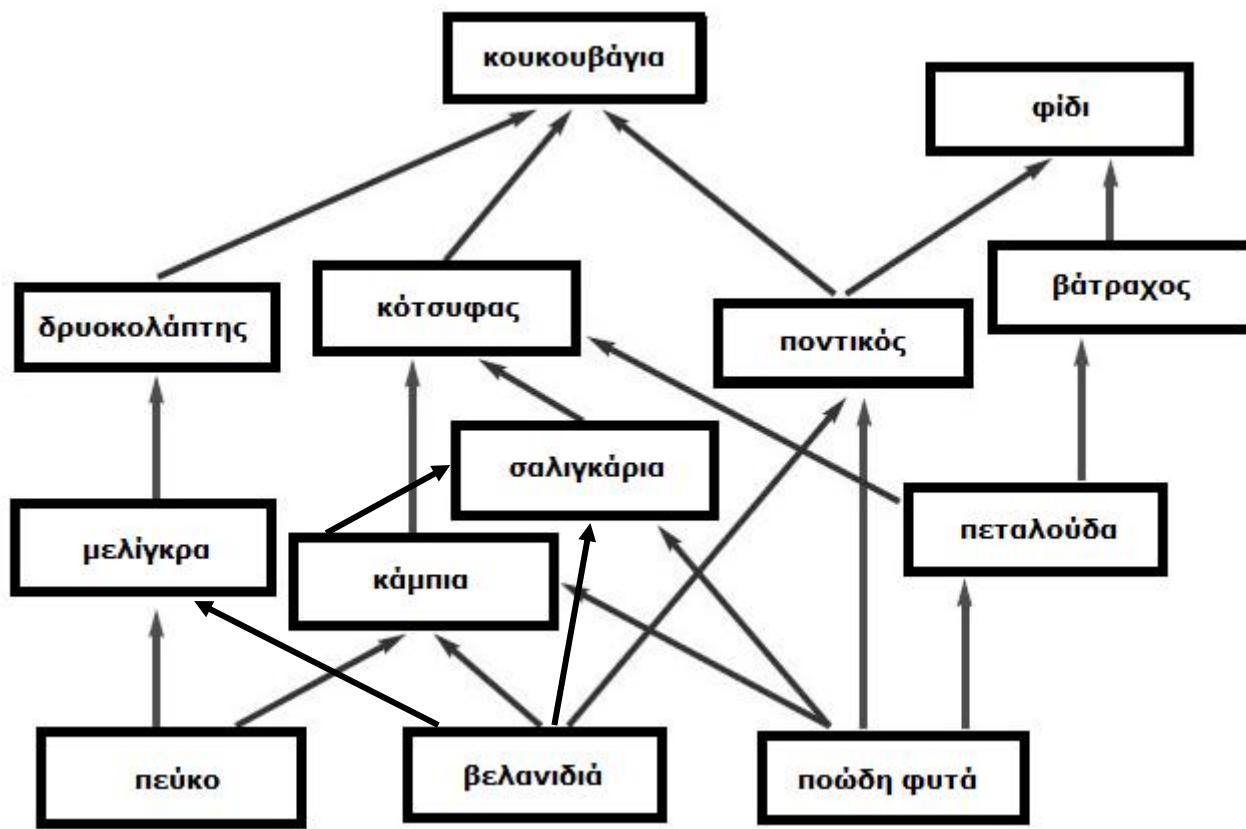 κουκουβάγια
φίδι
βάτραχος
δρυοκολάπτης
κότσυφας
ποντικός
σαλιγκάρια
μελίγκρα
κάμπια
πεταλούδα
πεύκο
βελανιδιά
ποώδη φυτά